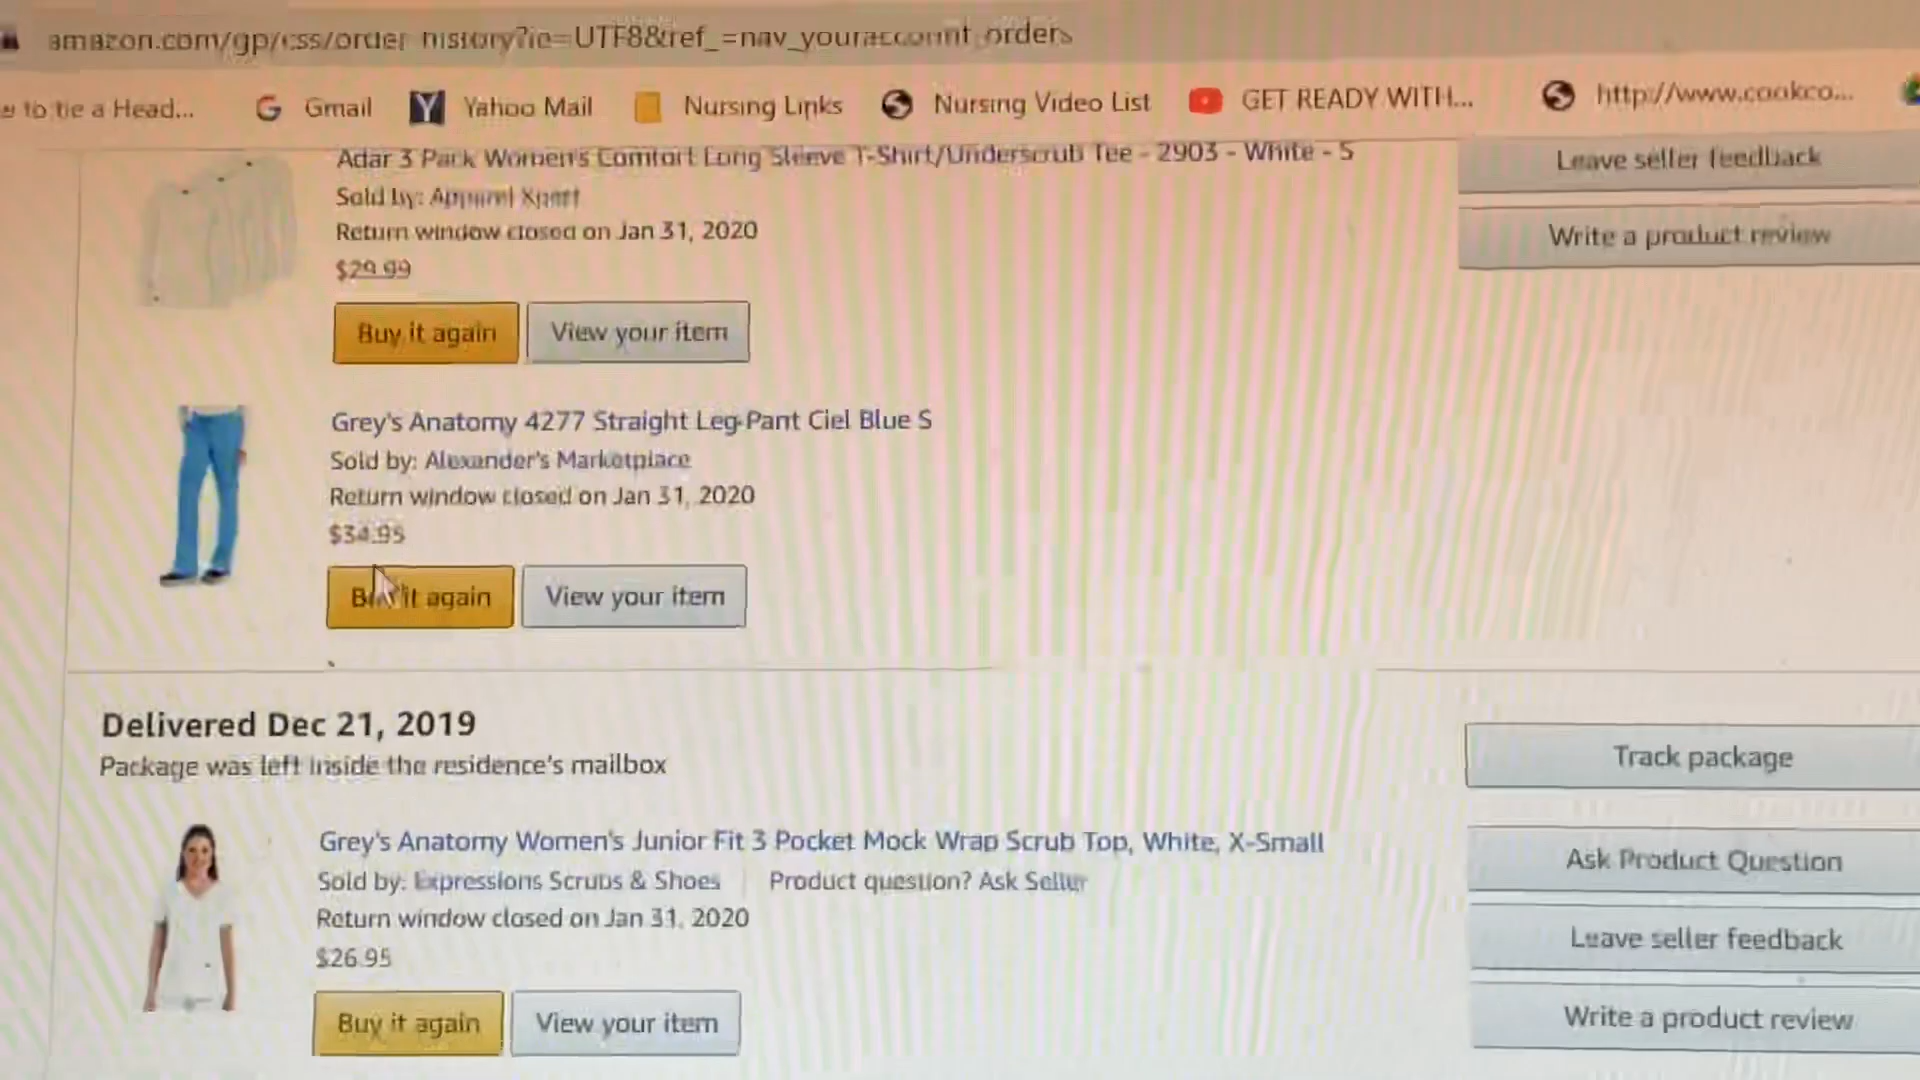 amazon.com/gp/css/order-history?ie=UTF8&ref_=nav_youraccount_orders
to tie a Head... Gmail Yahoo Mail Nursing Links Nursing Video List GET READY WITH... http://www.cookco...
Adar 3 Pack Women's Comfort Long Sleeve T-Shirt/Underscrub Tee - 2903 - White - S
Sold by: Apparel Xpert
Return window closed on Jan 31, 2020
$29.99
Buy it again View your item
Leave seller feedback
Write a product review
Grey's Anatomy 4277 Straight Leg Pant Ciel Blue S
Sold by: Alexander's Marketplace
Return window closed on Jan 31, 2020
$34.95
Buy it again View your item
Delivered Dec 21, 2019
Package was left inside the residence's mailbox
Grey's Anatomy Women's Junior Fit 3 Pocket Mock Wrap Scrub Top, White, X-Small
Sold by: Expressions Scrubs & Shoes Product question? Ask Seller
Return window closed on Jan 31, 2020
$26.95
Buy it again View your item
Track package
Ask Product Question
Leave seller feedback
Write a product review